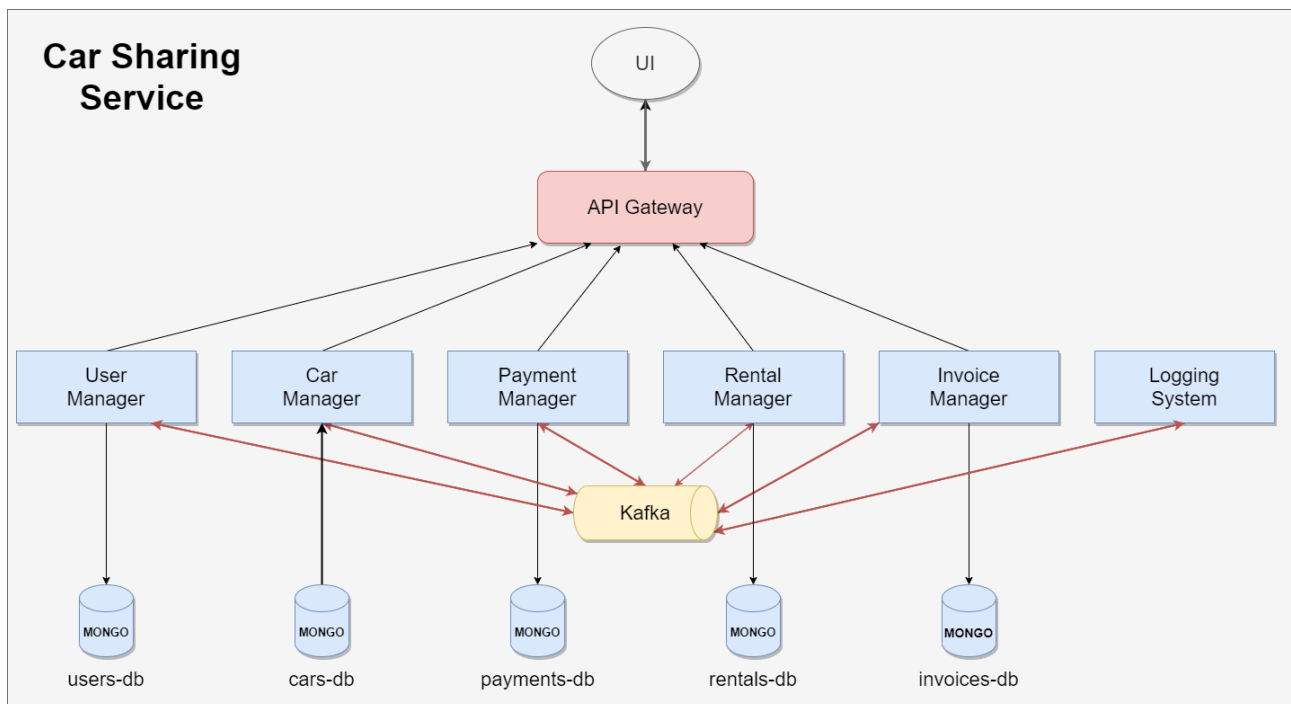 Car Sharing
Service
UI
API Gateway
User
Manager
Car
Manager
Payment
Manager
Rental
Manager
Invoice
Manager
Logging
System
Kafka
MONGO
MONGO
MONGO
MONGO
MONGO
users-db
cars-db
payments-db
rentals-db
invoices-db